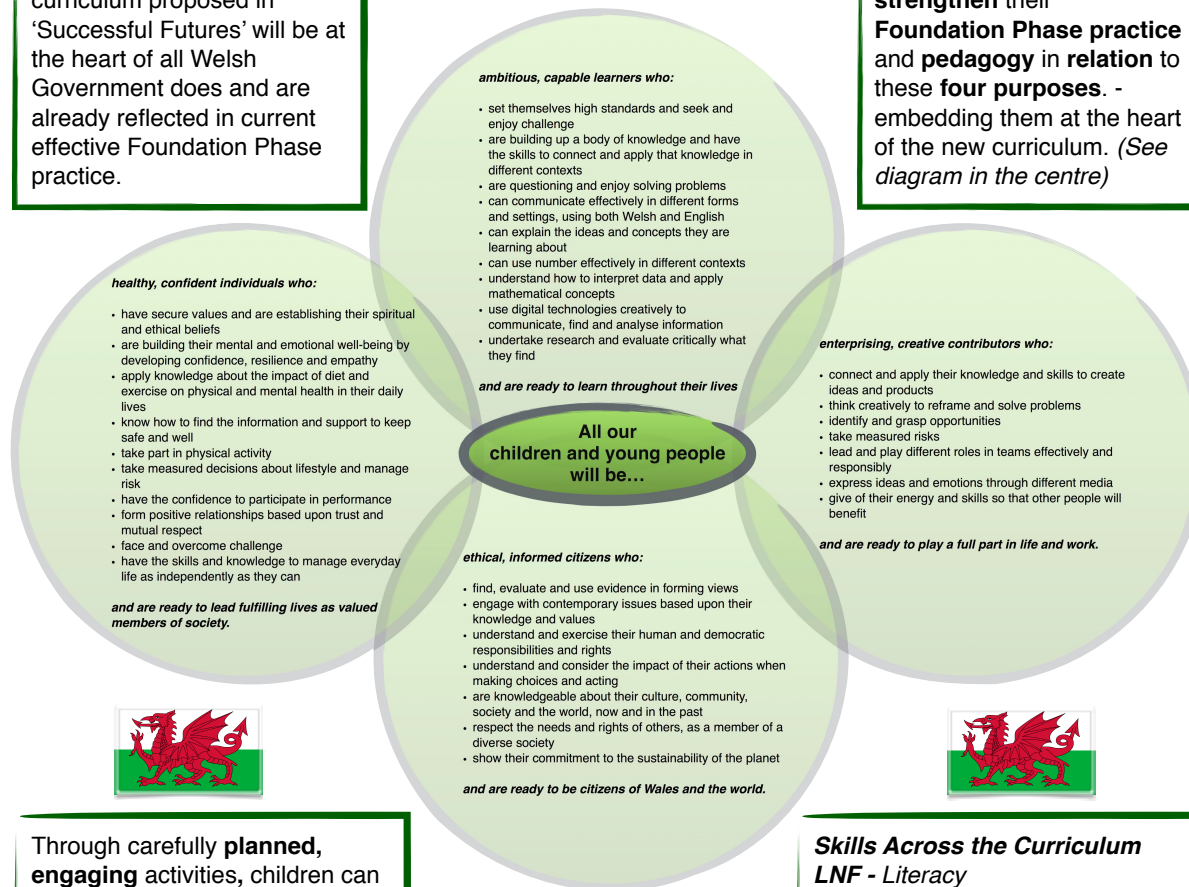 curriculum proposed in
‘Successful Futures’ will be at
the heart of all Welsh
Government does and are
already reflected in current
effective Foundation Phase
practice.
strengthen their
Foundation Phase practice
and pedagogy in relation to
these four purposes. -
embedding them at the heart
of the new curriculum. (See
diagram in the centre)
ambitious, capable learners who:
• set themselves high standards and seek and
enjoy challenge
• are building up a body of knowledge and have
the skills to connect and apply that knowledge in
different contexts
• are questioning and enjoy solving problems
• can communicate effectively in different forms
and settings, using both Welsh and English
• can explain the ideas and concepts they are
learning about
• can use number effectively in different contexts
• understand how to interpret data and apply
mathematical concepts
• use digital technologies creatively to
communicate, find and analyse information
• undertake research and evaluate critically what
they find
and are ready to learn throughout their lives
healthy, confident individuals who:
• have secure values and are establishing their spiritual
and ethical beliefs
• are building their mental and emotional well-being by
developing confidence, resilience and empathy
• apply knowledge about the impact of diet and
exercise on physical and mental health in their daily
lives
• know how to find the information and support to keep
safe and well
• take part in physical activity
• take measured decisions about lifestyle and manage
risk
• have the confidence to participate in performance
• form positive relationships based upon trust and
mutual respect
• face and overcome challenge
• have the skills and knowledge to manage everyday
life as independently as they can
and are ready to lead fulfilling lives as valued
members of society.
All our
children and young people
will be…
enterprising, creative contributors who:
• connect and apply their knowledge and skills to create
ideas and products
• think creatively to reframe and solve problems
• identify and grasp opportunities
• take measured risks
• lead and play different roles in teams effectively and
responsibly
• express ideas and emotions through different media
• give of their energy and skills so that other people will
benefit
and are ready to play a full part in life and work.
ethical, informed citizens who:
• find, evaluate and use evidence in forming views
• engage with contemporary issues based upon their
knowledge and values
• understand and exercise their human and democratic
responsibilities and rights
• understand and consider the impact of their actions when
making choices and acting
• are knowledgeable about their culture, community,
society and the world, now and in the past
• respect the needs and rights of others, as a member of a
diverse society
• show their commitment to the sustainability of the planet
and are ready to be citizens of Wales and the world.
Through carefully planned,
engaging activities, children can
Skills Across the Curriculum
LNF - Literacy